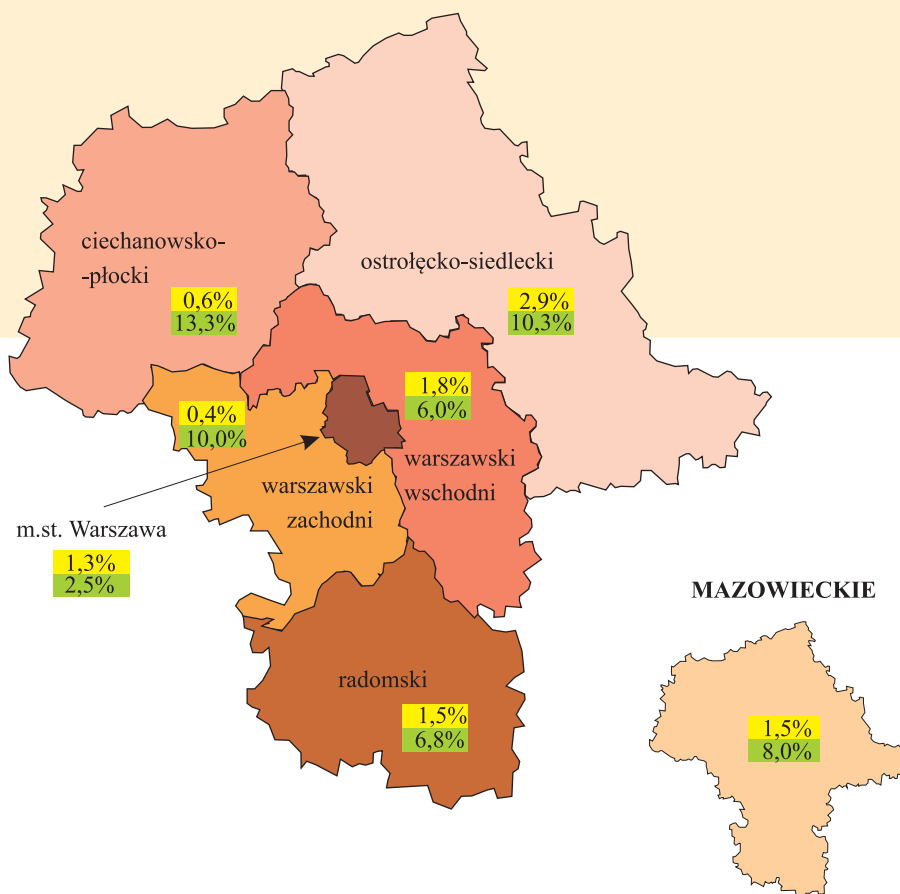 ciechanowsko-
-płocki
0,6%
13,3%
ostrołęcko-siedlecki
2,9%
10,3%
1,8%
6,0%
warszawski
wschodni
0,4%
10,0%
warszawski
zachodni
m.st. Warszawa
1,3%
2,5%
radomski
1,5%
6,8%
MAZOWIECKIE
1,5%
8,0%